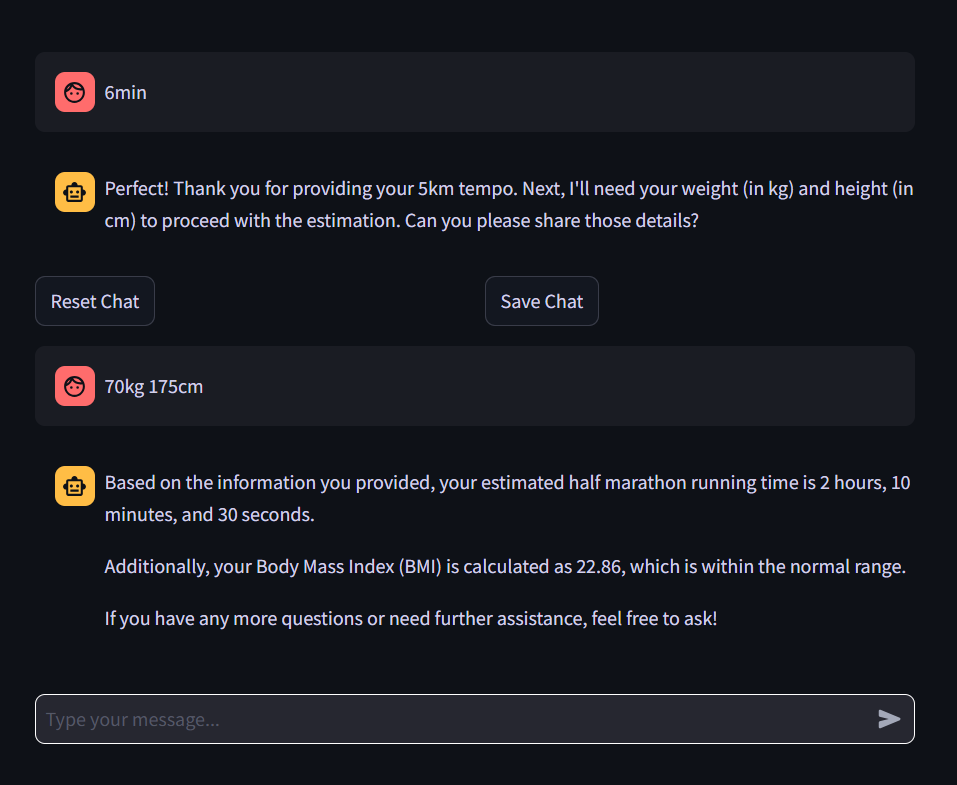 6min
Perfect! Thank you for providing your 5km tempo. Next, I'll need your weight (in kg) and height (in
cm) to proceed with the estimation. Can you please share those details?
Reset Chat
Save Chat
70kg 175cm
Based on the information you provided, your estimated half marathon running time is 2 hours, 10
minutes, and 30 seconds.
Additionally, your Body Mass Index (BMI) is calculated as 22.86, which is within the normal range.
If you have any more questions or need further assistance, feel free to ask!
Type your message...